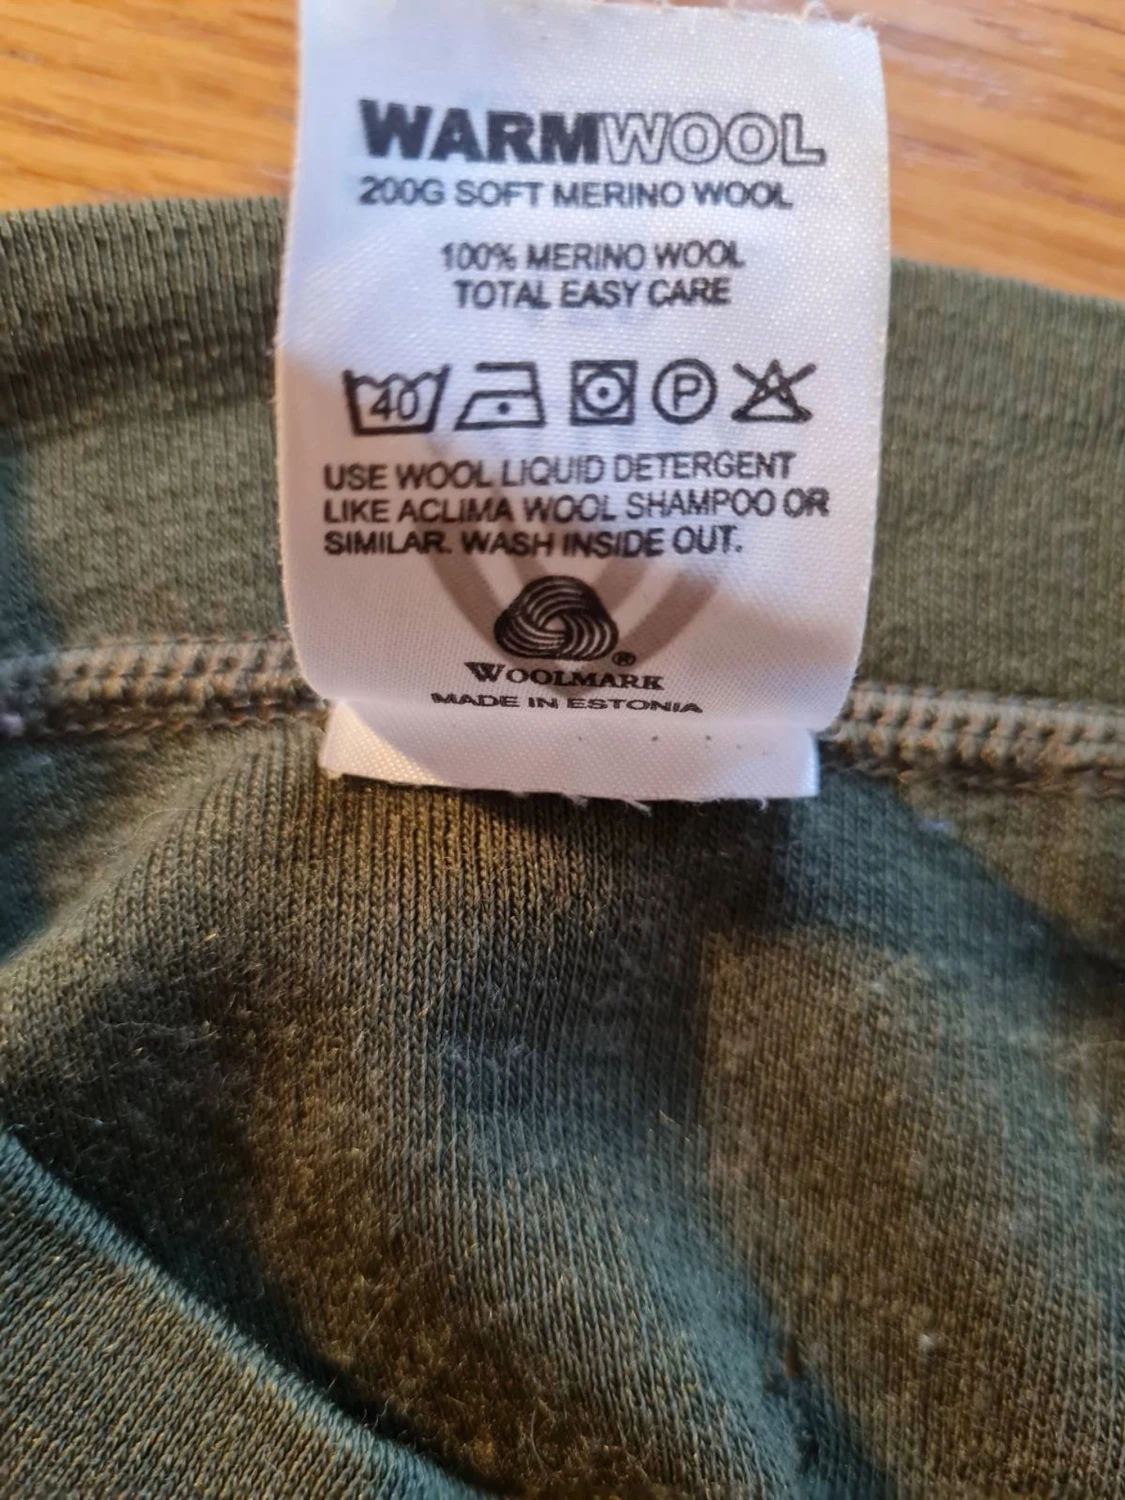 WARMWOOL
200G SOFT MERINO WOOL
100% MERINO WOOL
TOTAL EASY CARE
40 P
USE WOOL LIQUID DETERGENT
LIKE ACLIMA WOOL SHAMPOO OR
SIMILAR. WASH INSIDE OUT.
®
WOOLMARK
MADE IN ESTONIA